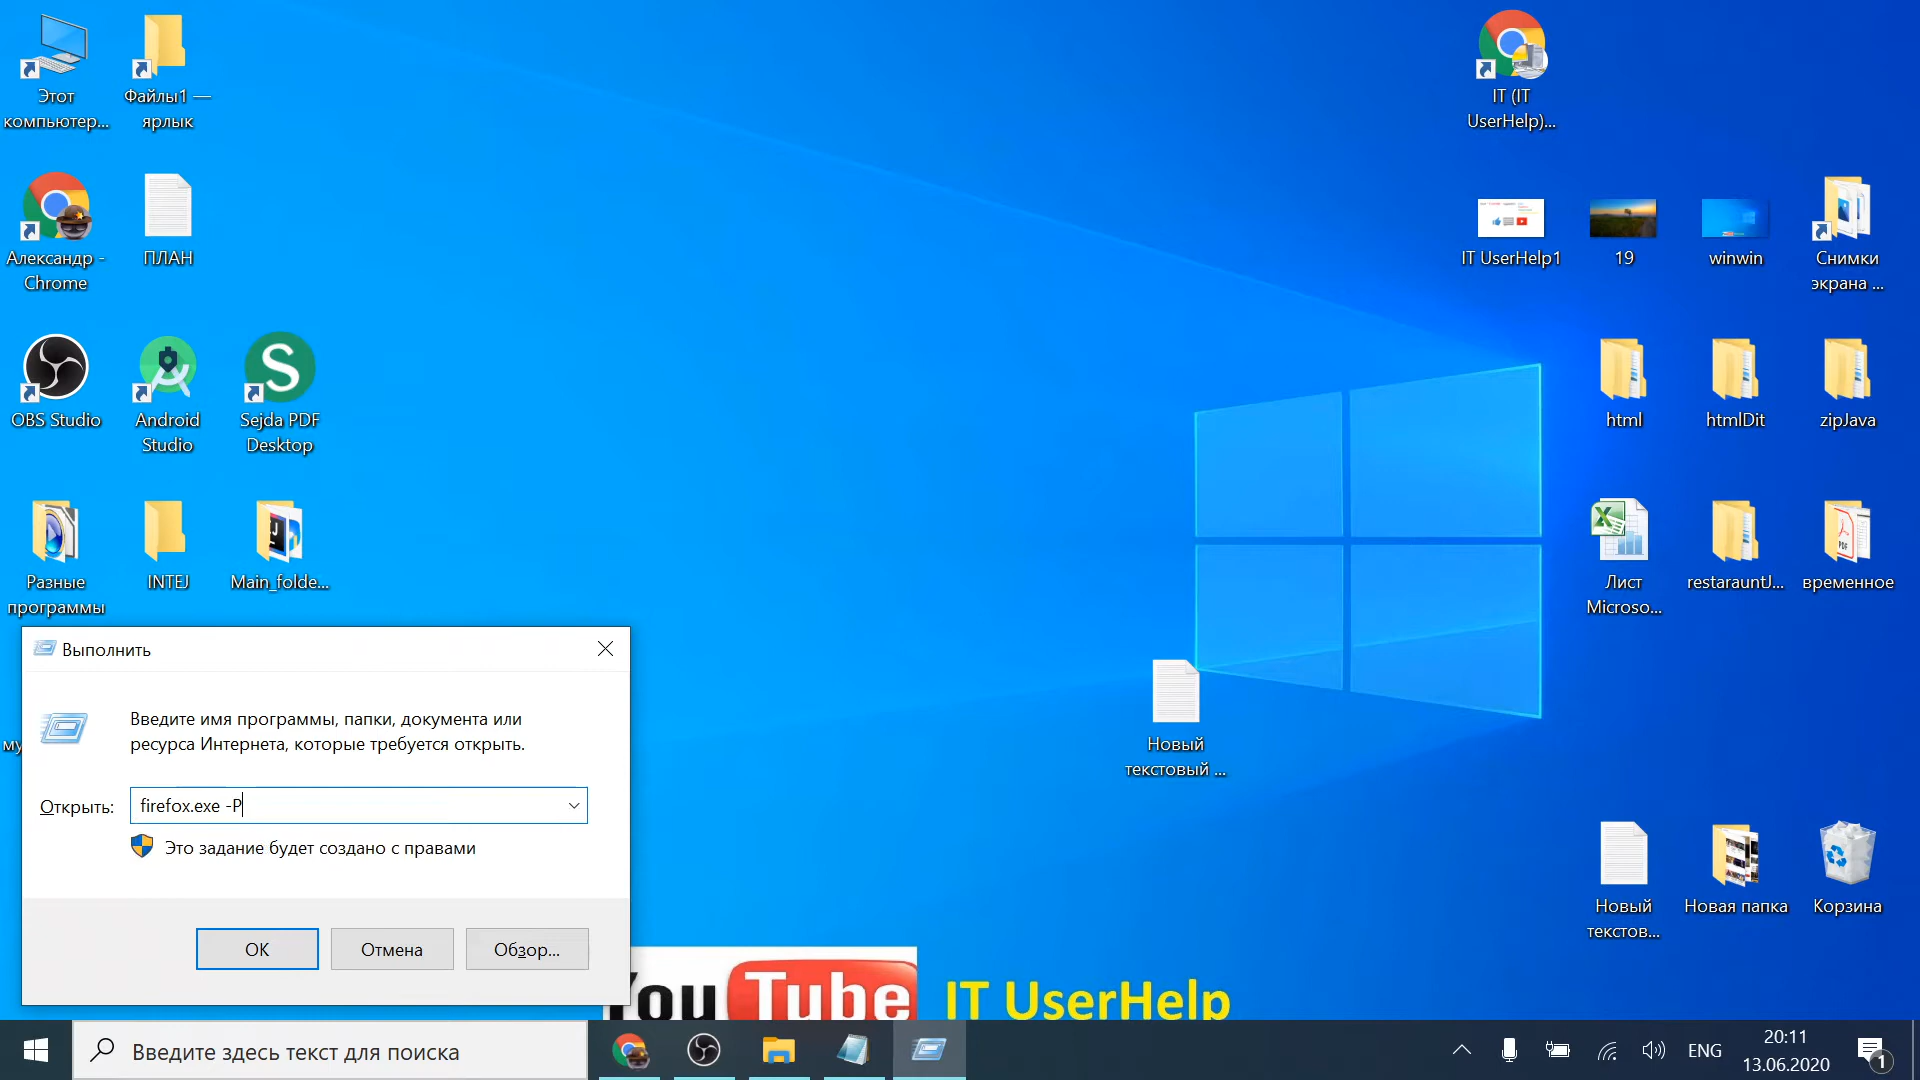 Этот
компьютер...
Файлы1 —
ярлык
IT (IT
UserHelp)...
Александр -
Chrome
ПЛАН
IT UserHelp1
19
winwin
Снимки
экрана ...
OBS Studio
Android
Studio
Sejda PDF
Desktop
html
htmlDit
zipJava
Разные
программы
INTEJ
Main_folde...
Лист
Microso...
restarauntJ...
временное
му
Новый
текстовый ...
Выполнить
Введите имя программы, папки, документа или
ресурса Интернета, которые требуется открыть.
Открыть:
firefox.exe -P
Это задание будет создано с правами
ОК
Отмена
Обзор...
Новый
текстов...
Новая папка
Корзина
YouTube
IT UserHelp
Введите здесь текст для поиска
ENG
20:11
13.06.2020
1